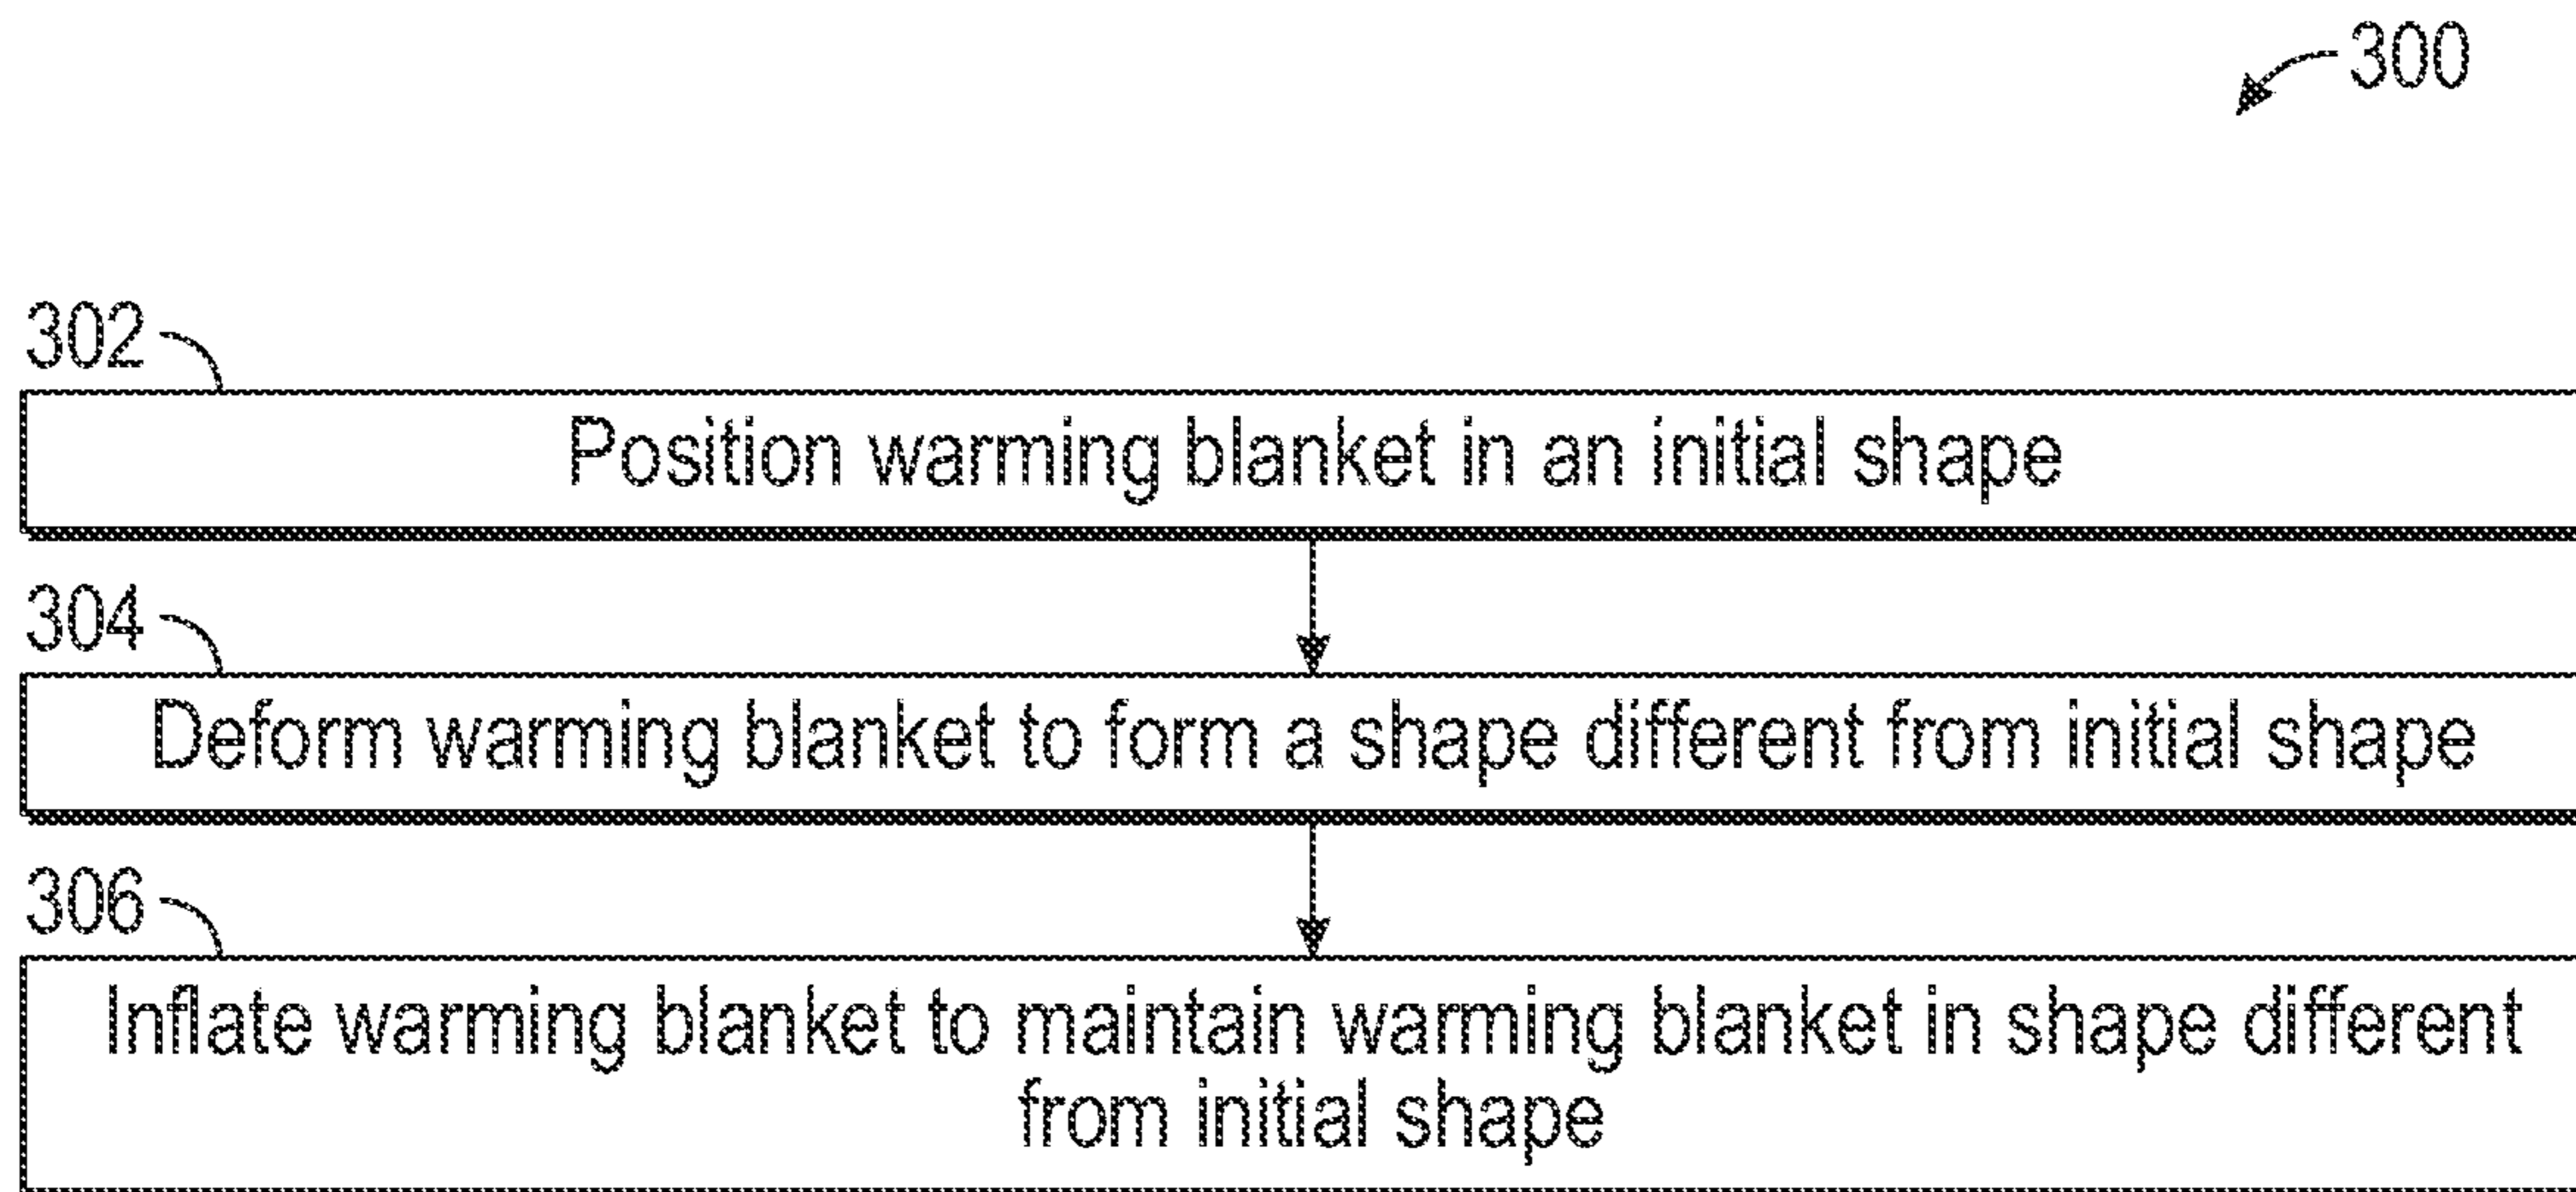 300
302
Position warming blanket in an initial shape
304
Deform warming blanket to form a shape different from initial shape
306
Inflate warming blanket to maintain warming blanket in shape different
from initial shape